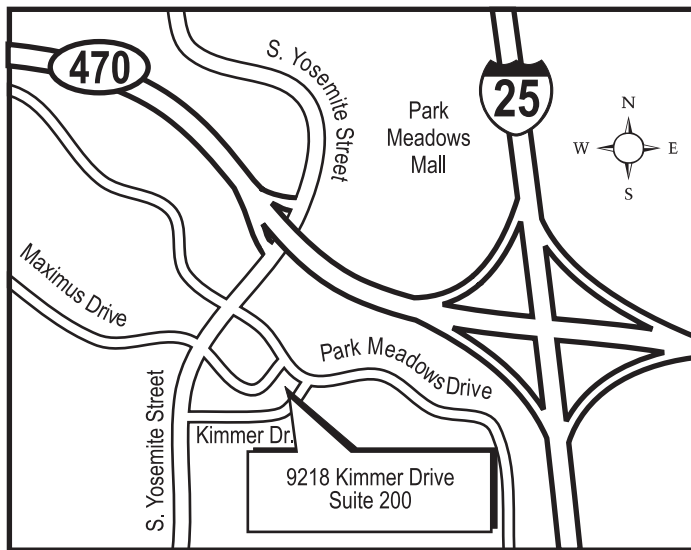 470
S. Yosemite Street
Park
Meadows
Mall
25
N
W E
S
Maximus Drive
Park Meadows Drive
S. Yosemite Street
Kimmer Dr.
9218 Kimmer Drive
Suite 200